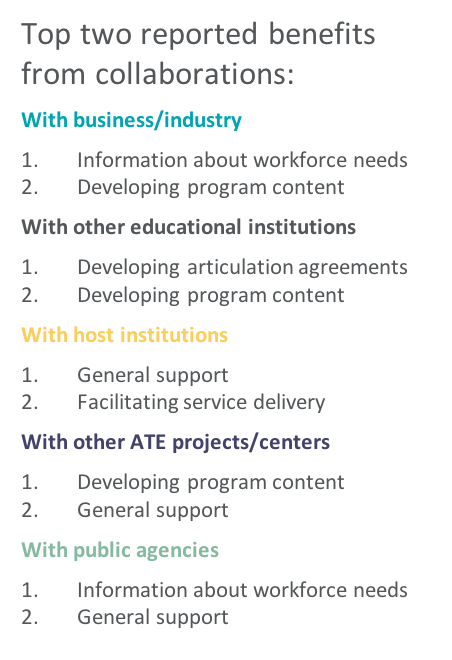 Top two reported benefits
from collaborations:
With business/industry
1. Information about workforce needs
2. Developing program content
With other educational institutions
1. Developing articulation agreements
2. Developing program content
With host institutions
1. General support
2. Facilitating service delivery
With other ATE projects/centers
1. Developing program content
2. General support
With public agencies
1. Information about workforce needs
2. General support